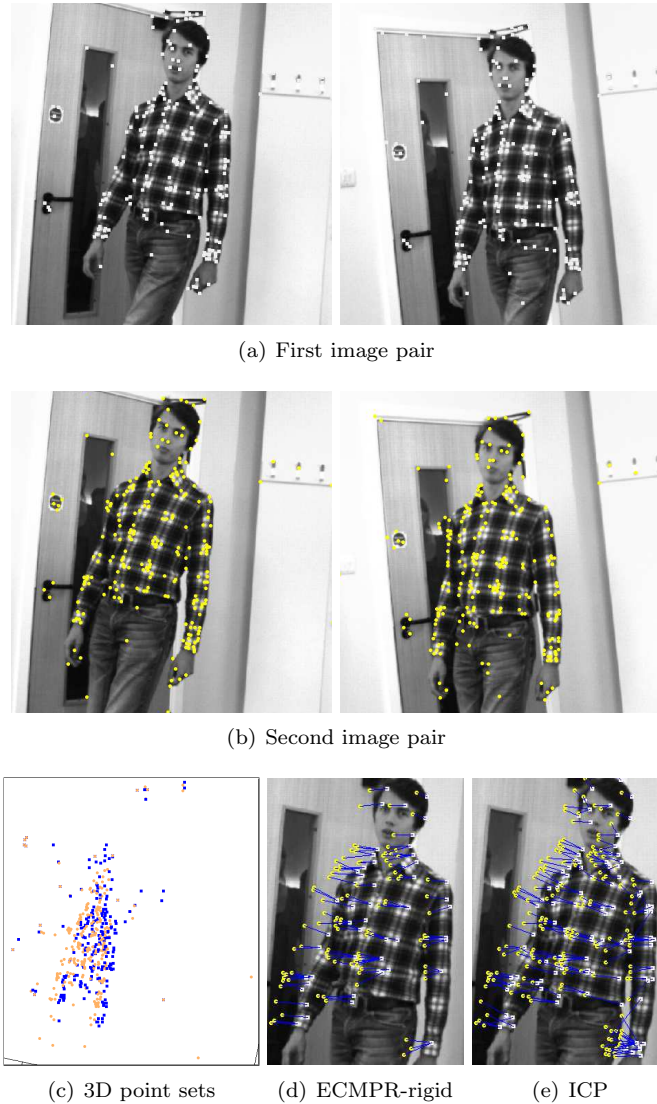 (a) First image pair
(b) Second image pair
(c) 3D point sets
(d) ECMPR-rigid
(e) ICP